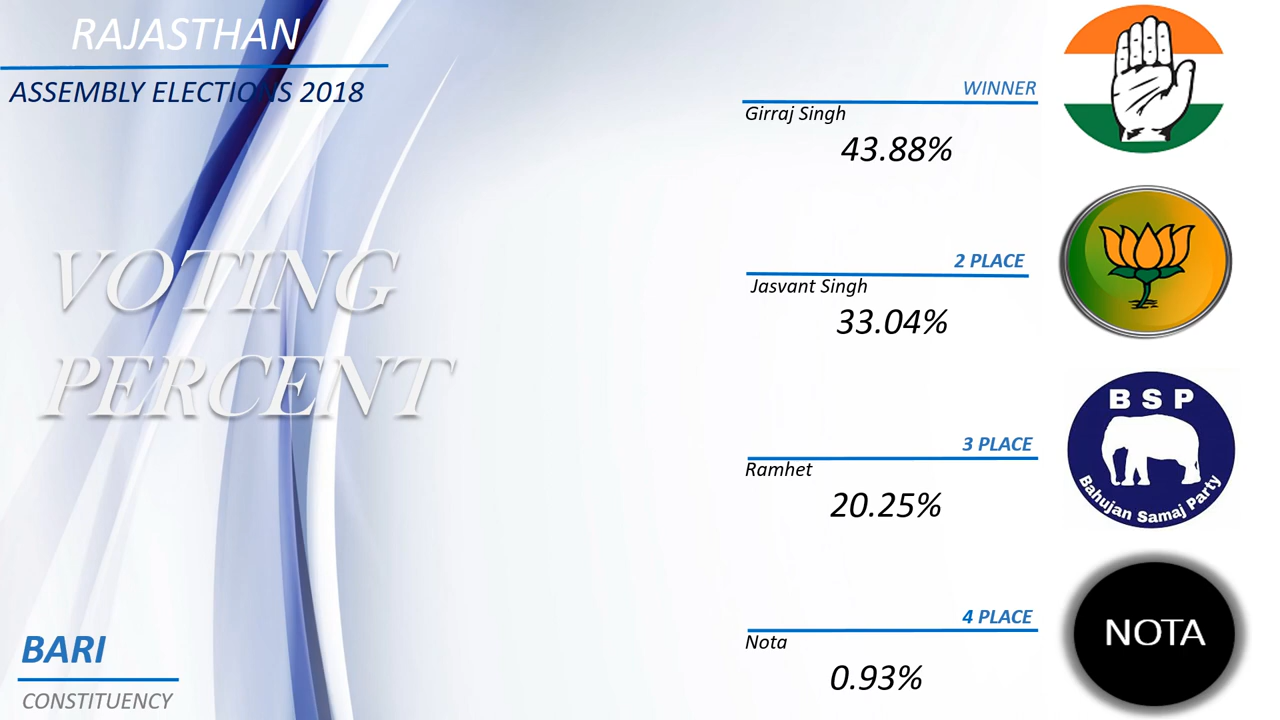 RAJASTHAN
ASSEMBLY ELECTIONS 2018
VOTING
PERCENT
BARI
CONSTITUENCY
WINNER
Girraj Singh
43.88%
2 PLACE
Jasvant Singh
33.04%
3 PLACE
Ramhet
20.25%
4 PLACE
Nota
0.93%
BSP
Bahujan Samaj Party
NOTA